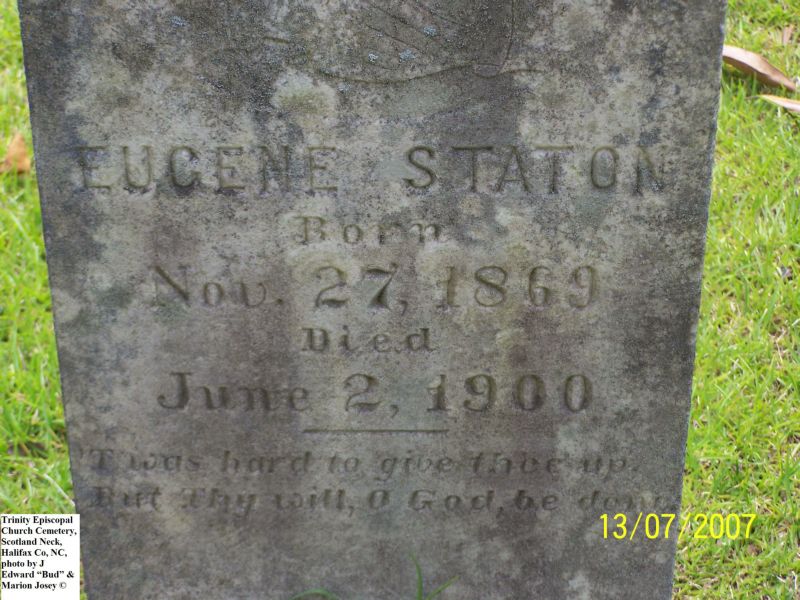 EUGENE STATON
Born
Nov. 27, 1869
Died
June 2, 1900
'T was hard to give thee up.
But Thy will, O God, be done
Trinity Episcopal
Church Cemetery,
Scotland Neck,
Halifax Co, NC,
photo by J
Edward “Bud” &
Marion Josey ©
13/07/2007